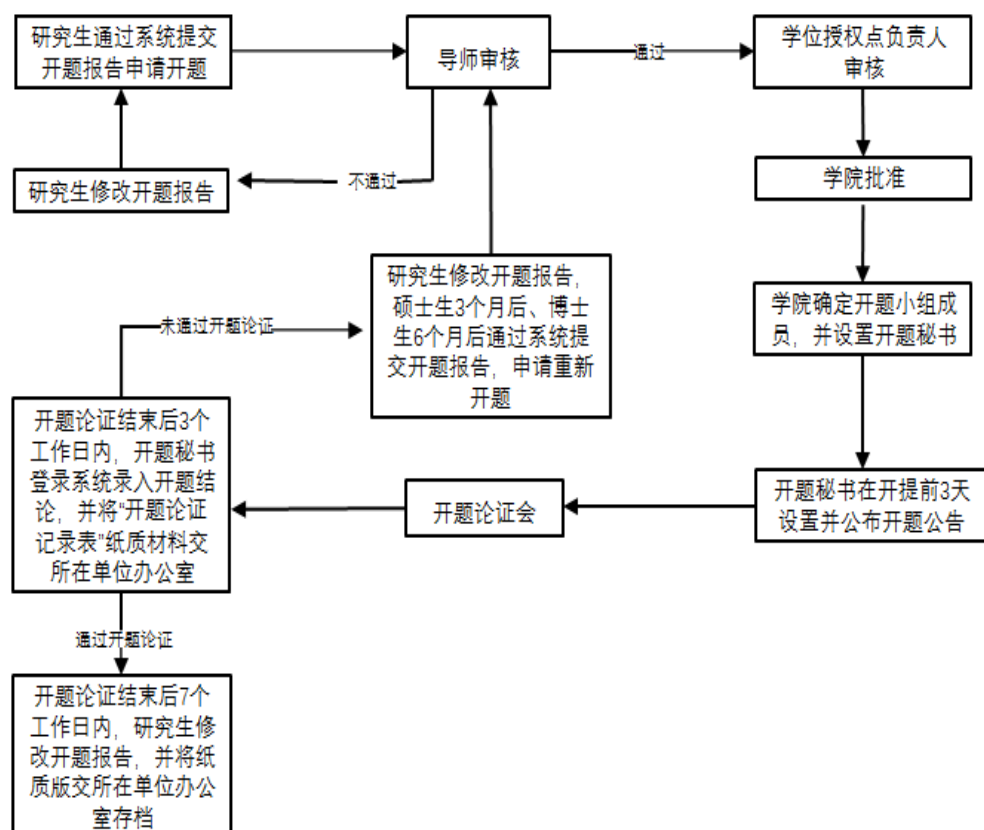 研究生通过系统提交
开题报告申请开题
导师审核
通过
学位授权点负责人
审核
研究生修改开题报告
不通过
学院批准
研究生修改开题报告，
硕士生3个月后、博士
生6个月后通过系统提
交开题报告，申请重新
开题
学院确定开题小组成
员，并设置开题秘书
未通过开题论证
开题论证结束后3个
工作日内，开题秘书
登录系统录入开题结
论，并将“开题论证
记录表”纸质材料交
所在单位办公室
开题论证会
开题秘书在开提前3天
设置并公布开题公告
通过开题论证
开题论证结束后7个
工作日内，研究生修
改开题报告，并将纸
质版交所在单位办公
室存档